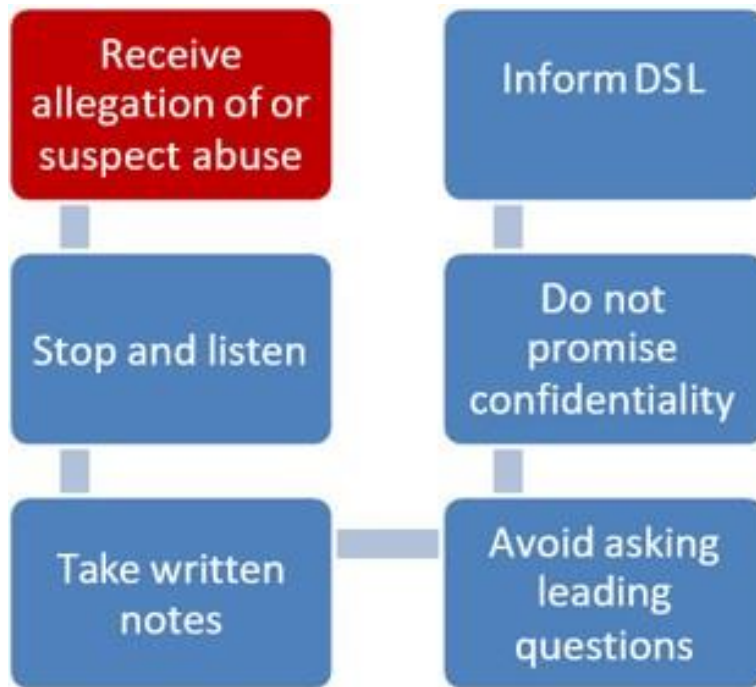 Receive
allegation of or
suspect abuse
Stop and listen
Take written
notes
Avoid asking
leading
questions
Do not
promise
confidentiality
Inform DSL